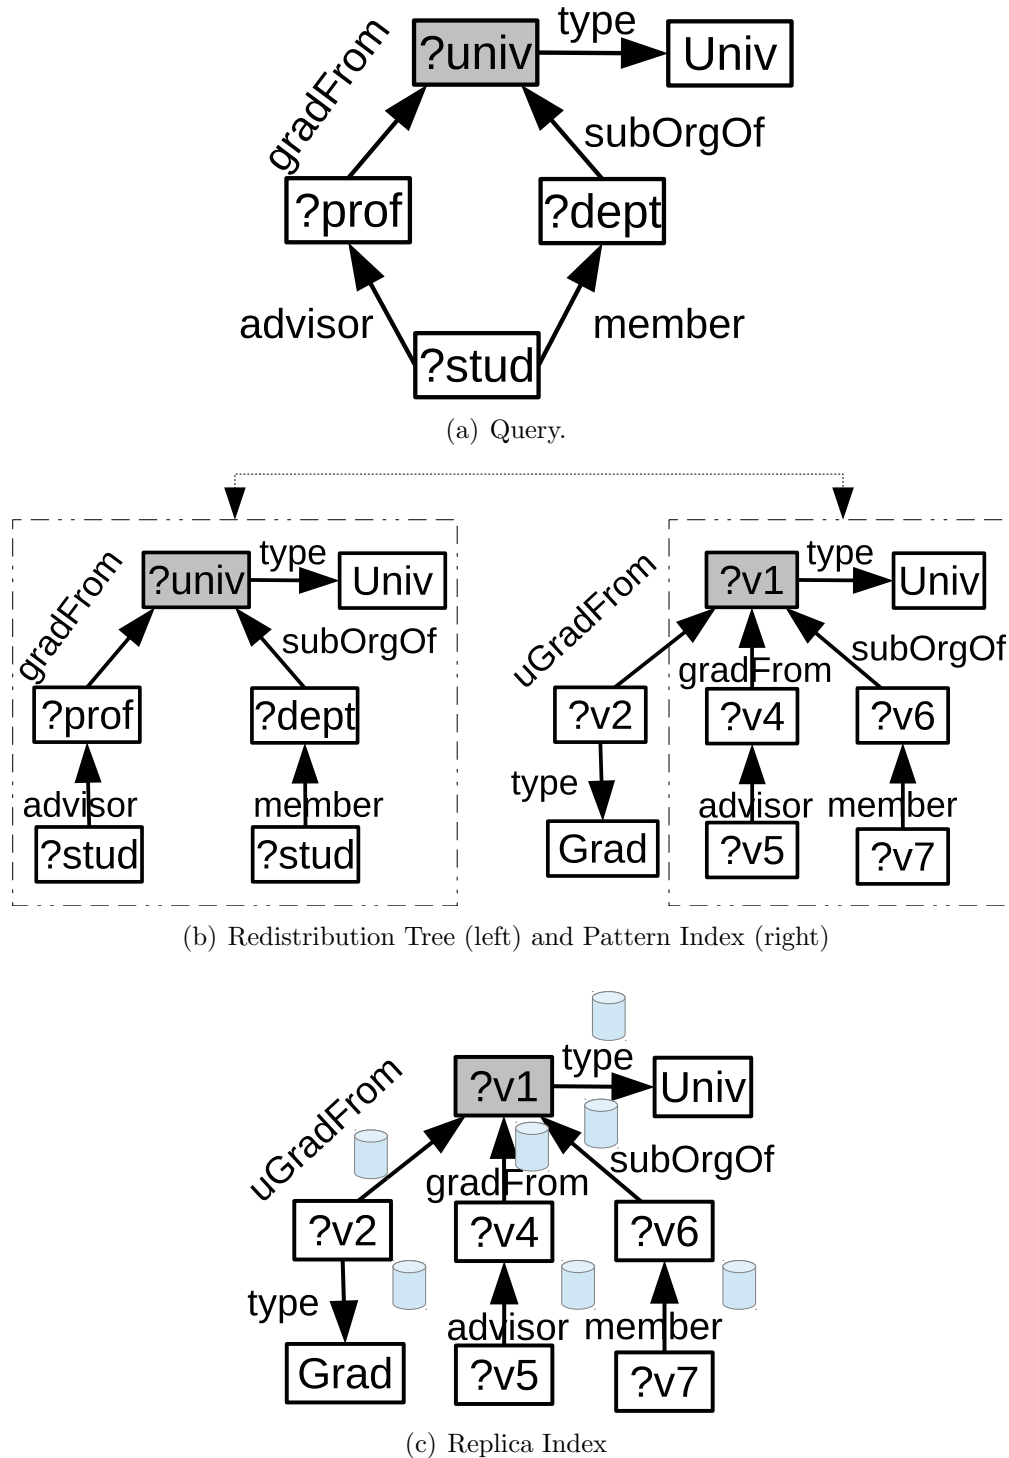 type
?univ
Univ
gradFrom
subOrgOf
?prof
?dept
advisor
member
?stud
(a) Query.
type
?univ
Univ
gradFrom
subOrgOf
?prof
?dept
advisor
member
?stud
?stud
type
?v1
Univ
uGradFrom
gradFrom
subOrgOf
?v2
?v4
?v6
type
advisor
member
Grad
?v5
?v7
(b) Redistribution Tree (left) and Pattern Index (right)
type
?v1
Univ
uGradFrom
gradFrom
subOrgOf
?v2
?v4
?v6
type
advisor
member
Grad
?v5
?v7
(c) Replica Index